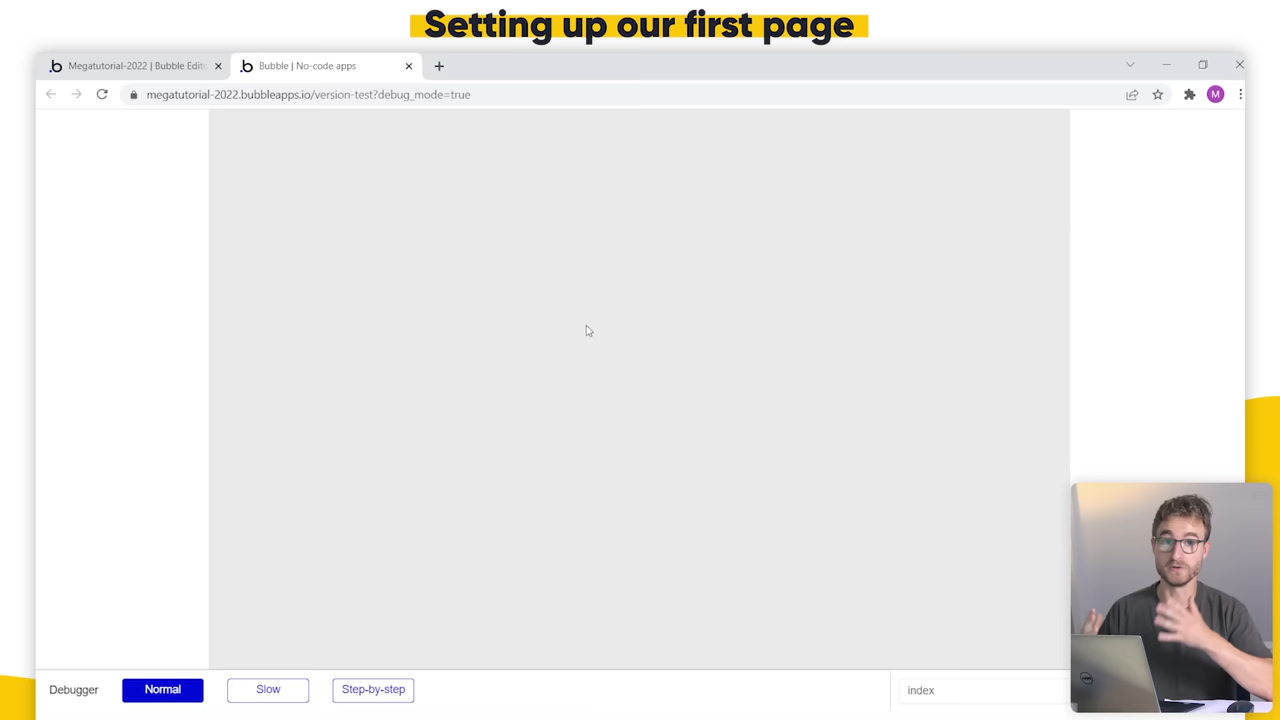 Setting up our first page
Megatutorial-2022 | Bubble Edito
Bubble | No-code apps
megatutorial-2022.bubbleapps.io/version-test?debug_mode=true
M
Debugger
Normal
Slow
Step-by-step
index